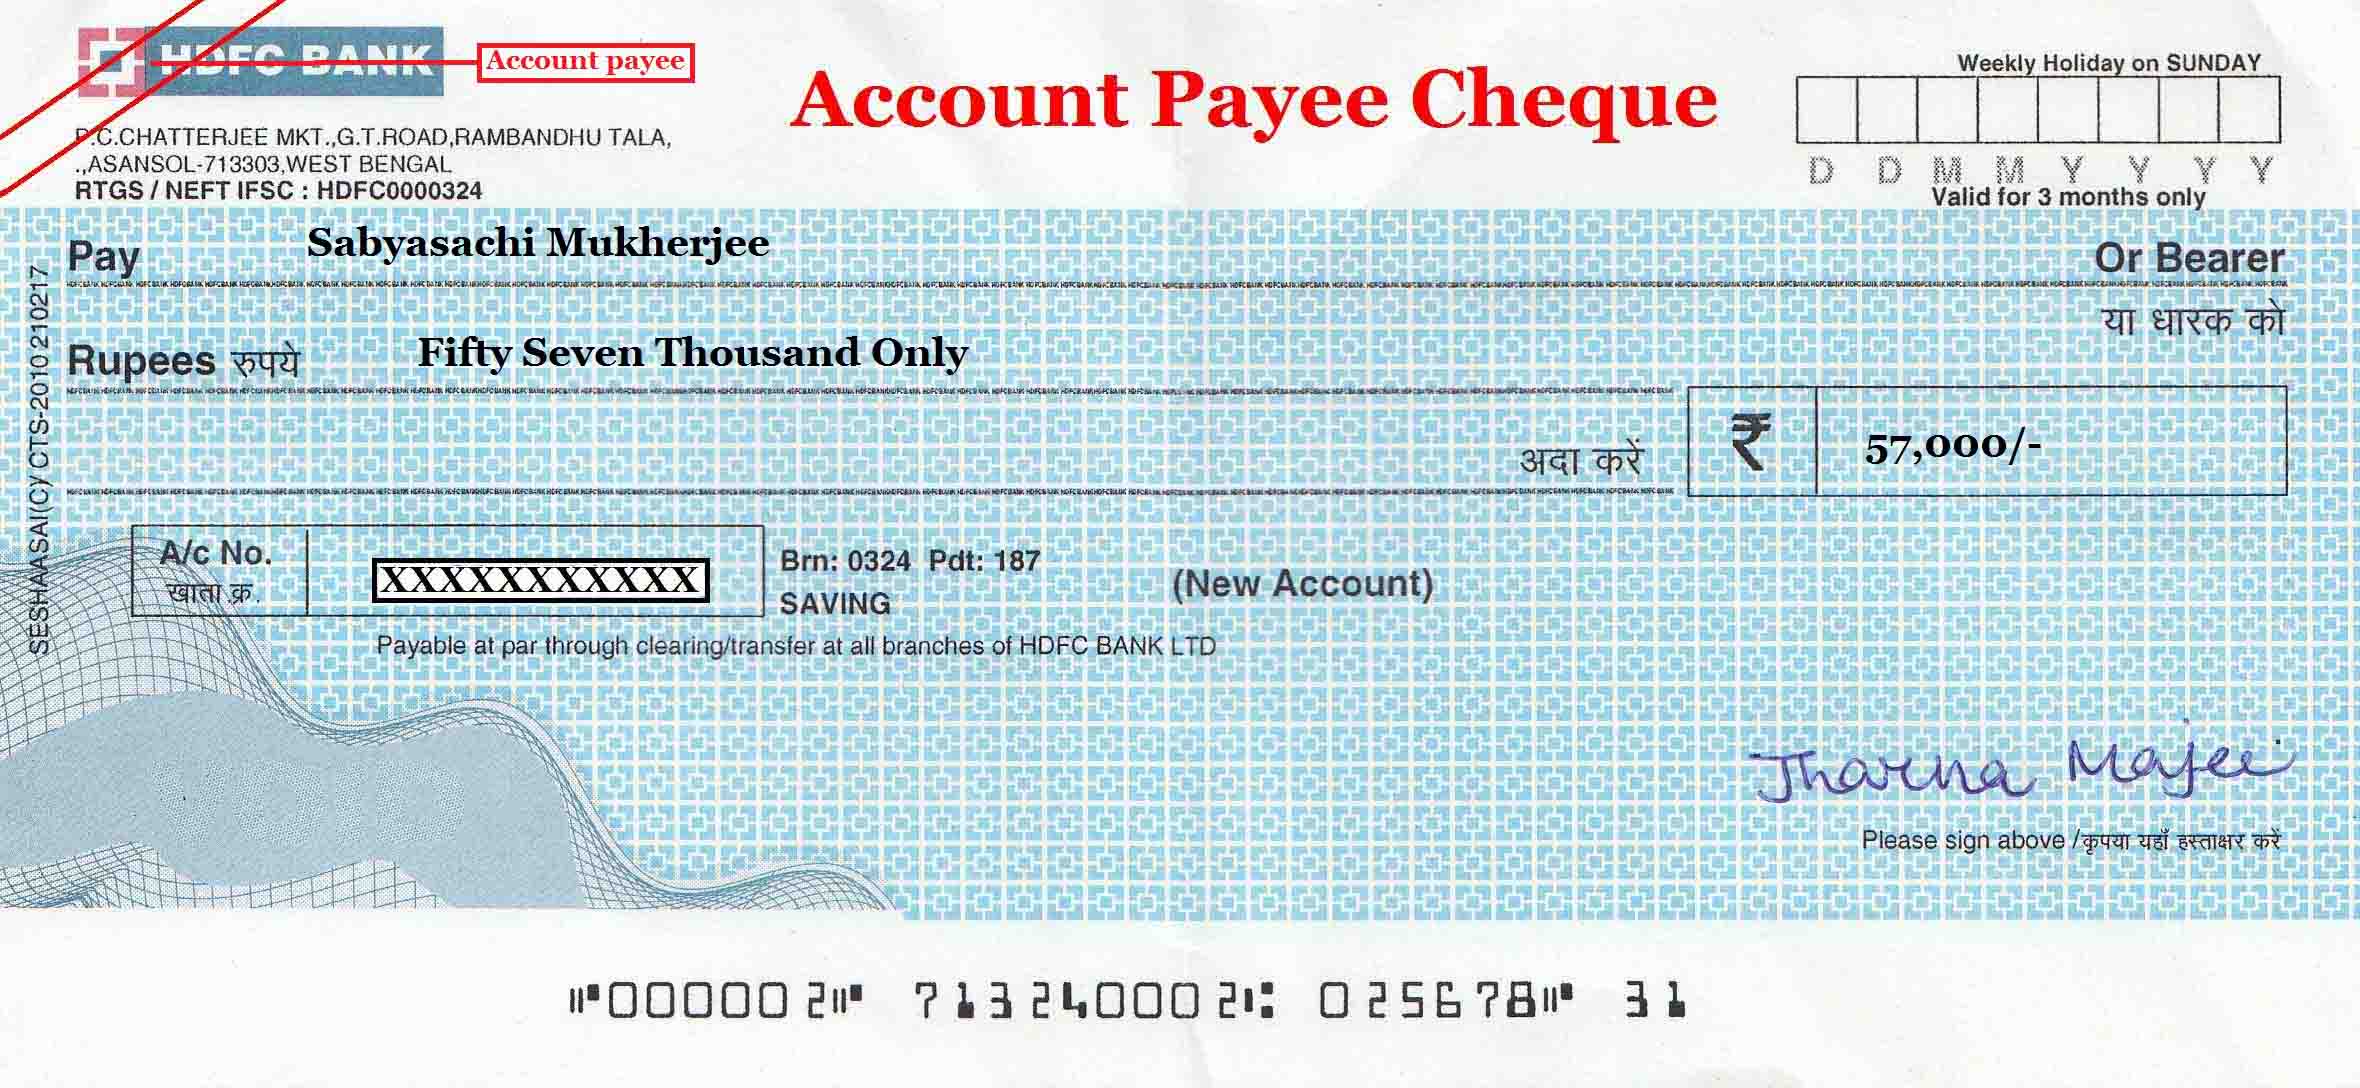 HDFC BANK
Account payee
Account Payee Cheque
Weekly Holiday on SUNDAY
D D M M Y Y Y Y
Valid for 3 months only
P.C.CHATTERJEE MKT.,G.T.ROAD,RAMBANDHU TALA,
.,ASANSOL-713303,WEST BENGAL
RTGS / NEFT IFSC : HDFC0000324
Pay Sabyasachi Mukherjee Or Bearer
या धारक को
Rupees रुपये Fifty Seven Thousand Only
अदा करें ₹ 57,000/-
SESHAASAI(C)/ CTS-2010 210217
A/c No. XXXXXXXXXXX
खाता क्र.
Brn: 0324 Pdt: 187
SAVING
(New Account)
Payable at par through clearing/transfer at all branches of HDFC BANK LTD
VOID
Jharna Majee
Please sign above /कृपया यहाँ हस्ताक्षर करें
⑈000002⑈ 713240002⑆ 025678⑈ 31